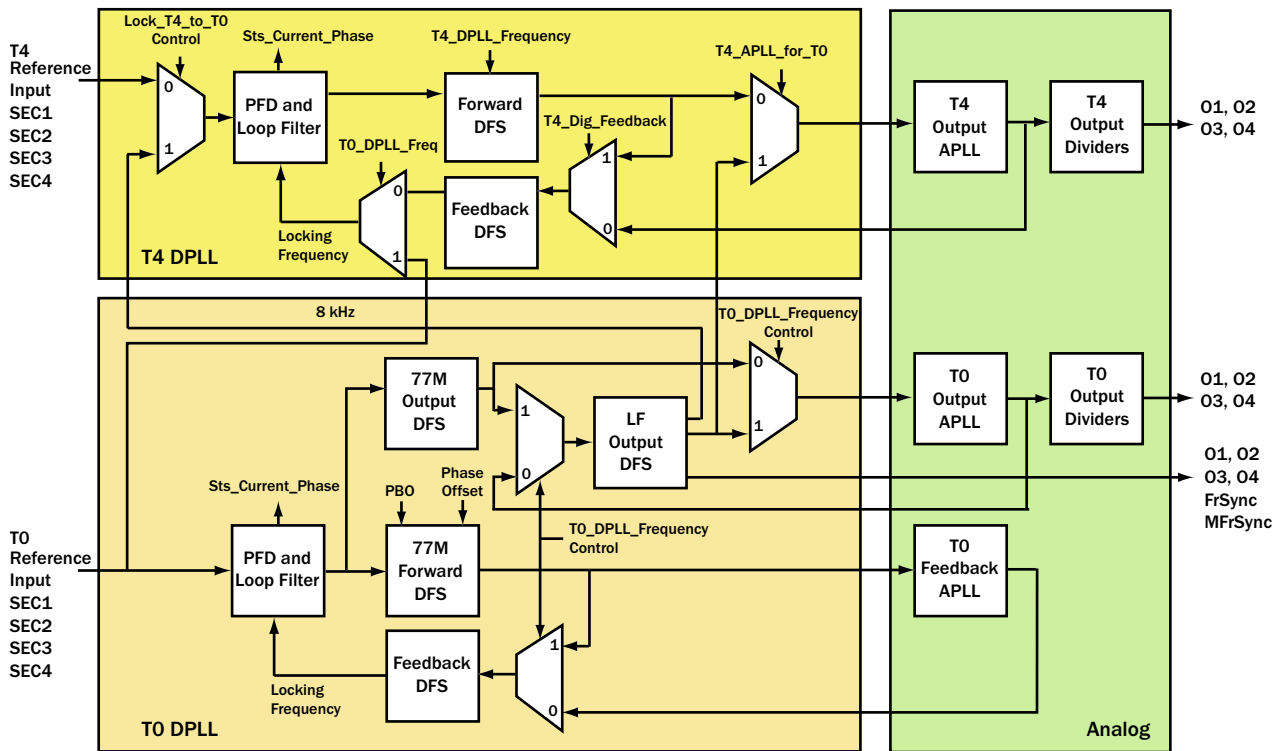 T4
Reference
Input
SEC1
SEC2
SEC3
SEC4
Lock_T4_to_T0
Control
0
1
Sts_Current_Phase
PFD and
Loop Filter
T4_DPLL_Frequency
Forward
DFS
T4_Dig_Feedback
1
0
T0_DPLL_Freq
0
1
Feedback
DFS
Locking
Frequency
T4_APLL_for_T0
0
1
T4 DPLL
T4
Output
APLL
T4
Output
Dividers
O1, O2
O3, O4
8 kHz
T0_DPLL_Frequency
Control
0
1
77M
Output
DFS
1
0
LF
Output
DFS
T0
Output
APLL
T0
Output
Dividers
O1, O2
O3, O4
O1, O2
O3, O4
FrSync
MFrSync
T0
Reference
Input
SEC1
SEC2
SEC3
SEC4
Sts_Current_Phase
PFD and
Loop Filter
PBO
Phase
Offset
77M
Forward
DFS
T0_DPLL_Frequency
Control
T0
Feedback
APLL
1
0
Feedback
DFS
Locking
Frequency
T0 DPLL
Analog